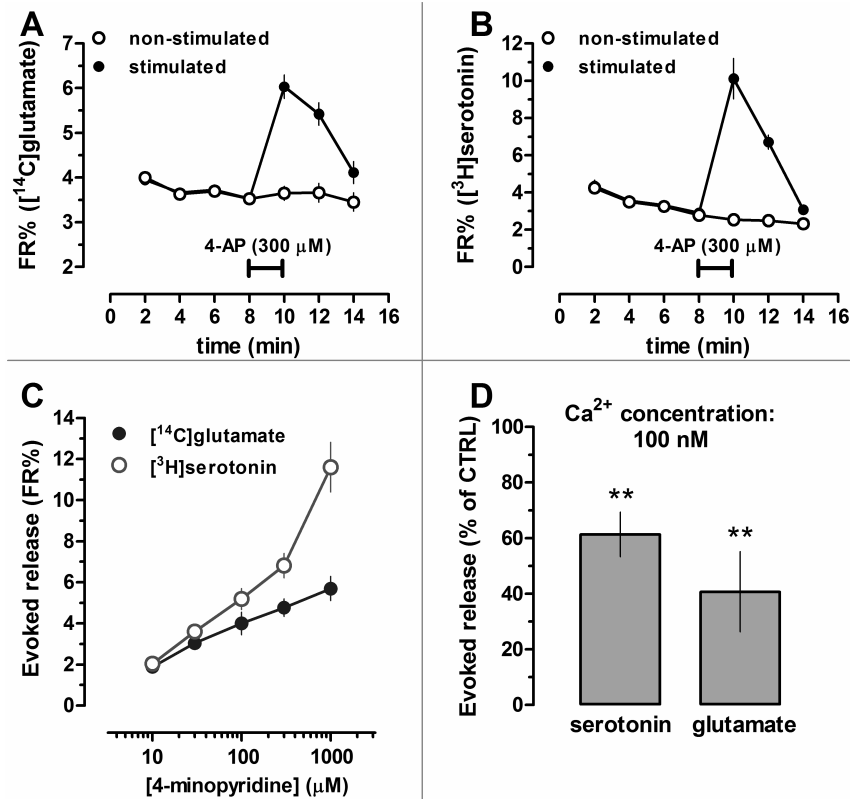 A
non-stimulated
stimulated
FR% ([¹⁴C]glutamate)
7
6
5
4
3
2
4-AP (300 μM)
0 2 4 6 8 10 12 14 16
time (min)
B
non-stimulated
stimulated
FR% ([³H]serotonin)
12
10
8
6
4
2
0
4-AP (300 μM)
0 2 4 6 8 10 12 14 16
time (min)
C
[¹⁴C]glutamate
[³H]serotonin
Evoked release (FR%)
14
12
10
8
6
4
2
0
10 100 1000
[4-minopyridine] (μM)
D
Ca²⁺ concentration:
100 nM
Evoked release (% of CTRL)
100
80
60
40
20
0
**
**
serotonin glutamate